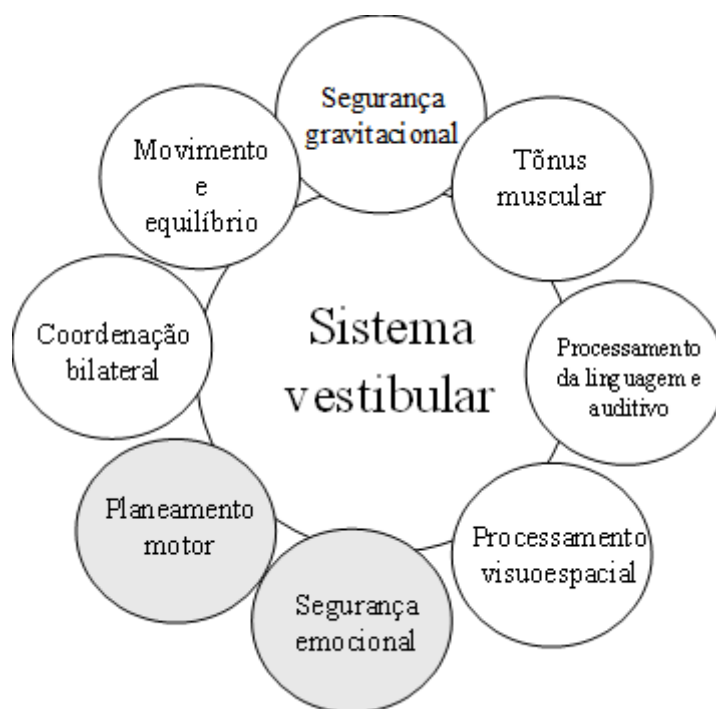 Segurança
gravitacional
Tõnus
muscular
Processamento
da linguagem e
auditivo
Processamento
visuoespacial
Segurança
emocional
Planeamento
motor
Coordenação
bilateral
Movimento
e
equilíbrio
Sistema
vestibular